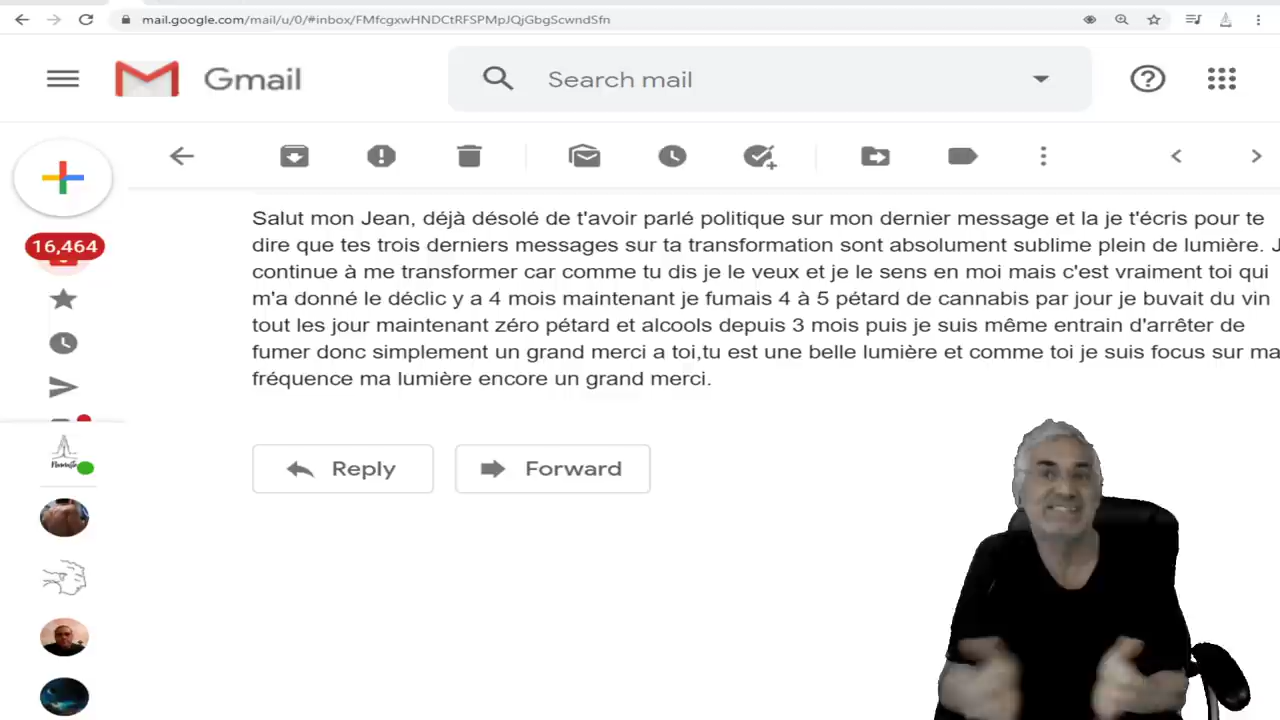 mail.google.com/mail/u/0/#inbox/FMfcgxwHNDCtRFSPMpJQjGbgScwndSfn
Gmail
Search mail
16,464
Salut mon Jean, déjà désolé de t'avoir parlé politique sur mon dernier message et la je t'écris pour te
dire que tes trois derniers messages sur ta transformation sont absolument sublime plein de lumière. J
continue à me transformer car comme tu dis je le veux et je le sens en moi mais c'est vraiment toi qui
m'a donné le déclic y a 4 mois maintenant je fumais 4 à 5 pétard de cannabis par jour je buvait du vin
tout les jour maintenant zéro pétard et alcools depuis 3 mois puis je suis même entrain d'arrêter de
fumer donc simplement un grand merci a toi,tu est une belle lumière et comme toi je suis focus sur ma
fréquence ma lumière encore un grand merci.
Reply
Forward